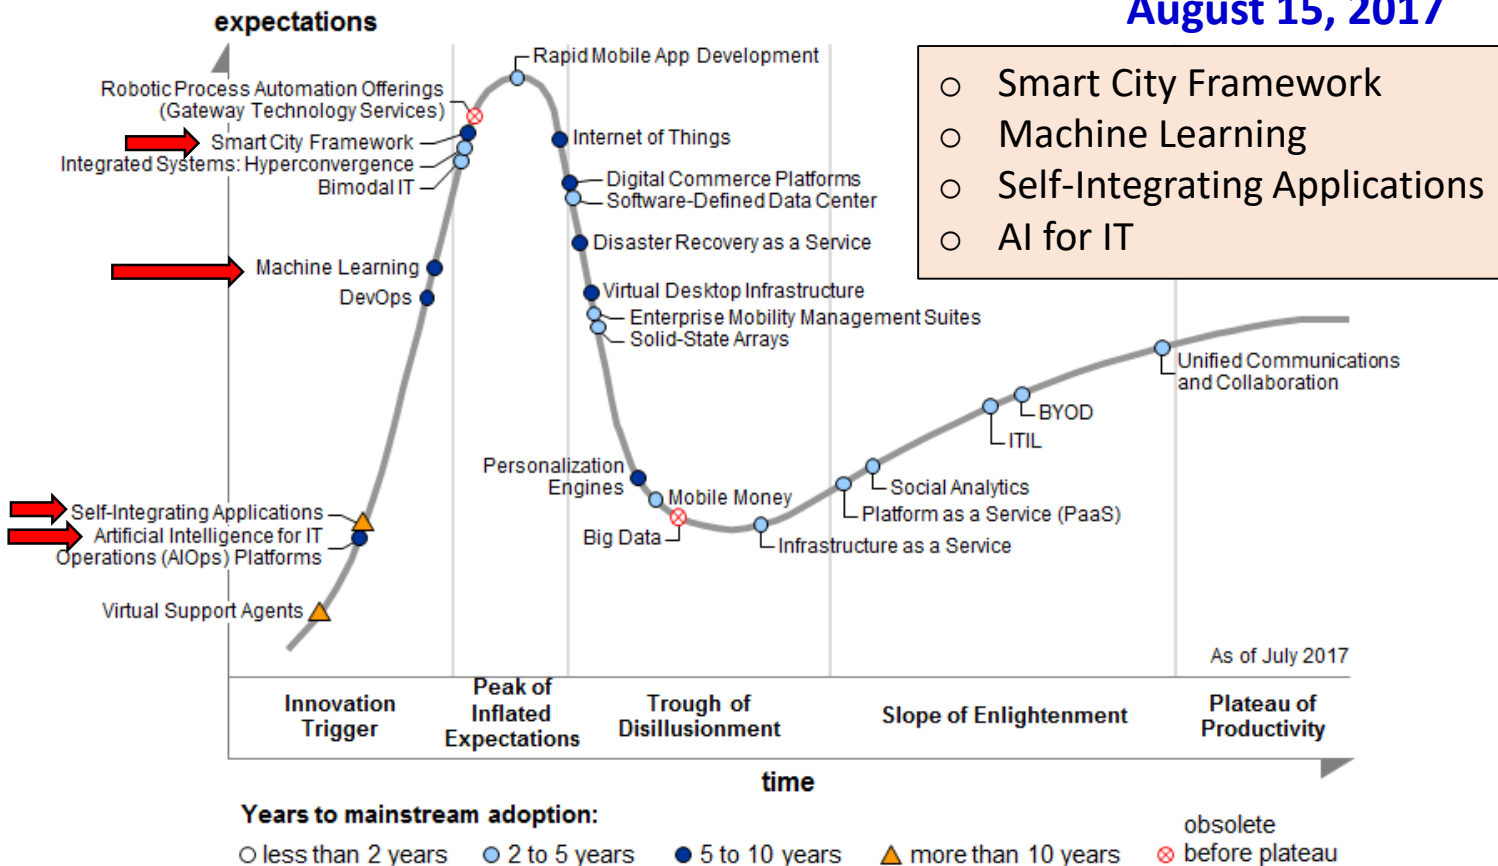 expectations
August 15, 2017
○ Smart City Framework
○ Machine Learning
○ Self-Integrating Applications
○ AI for IT
Rapid Mobile App Development
Robotic Process Automation Offerings
(Gateway Technology Services)
Smart City Framework
Integrated Systems: Hyperconvergence
Bimodal IT
Internet of Things
Digital Commerce Platforms
Software-Defined Data Center
Disaster Recovery as a Service
Machine Learning
DevOps
Virtual Desktop Infrastructure
Enterprise Mobility Management Suites
Solid-State Arrays
Unified Communications
and Collaboration
BYOD
ITIL
Personalization
Engines
Mobile Money
Big Data
Social Analytics
Platform as a Service (PaaS)
Infrastructure as a Service
Self-Integrating Applications
Artificial Intelligence for IT
Operations (AIOps) Platforms
Virtual Support Agents
As of July 2017
Innovation
Trigger
Peak of
Inflated
Expectations
Trough of
Disillusionment
Slope of Enlightenment
Plateau of
Productivity
time
Years to mainstream adoption:
less than 2 years
2 to 5 years
5 to 10 years
more than 10 years
obsolete
before plateau